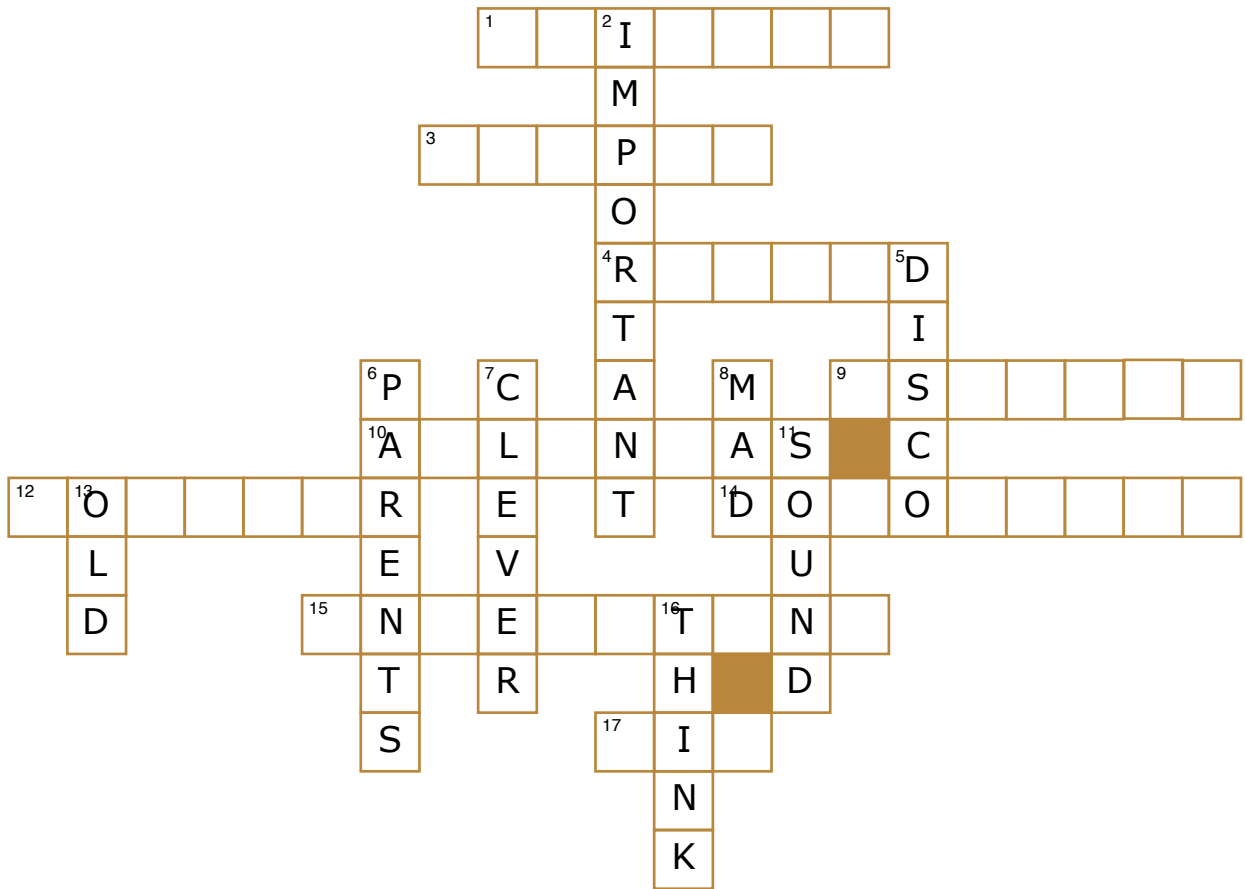 1 2 I
M
3 P
O
4 R 5 D
T I
6 P 7 C A 8 M 9 S
10 A L N A 11 S C
12 13 O R E T 14 D O O
L E V U
D 15 N E 16 T N
T R H D
S 17 I
N
K